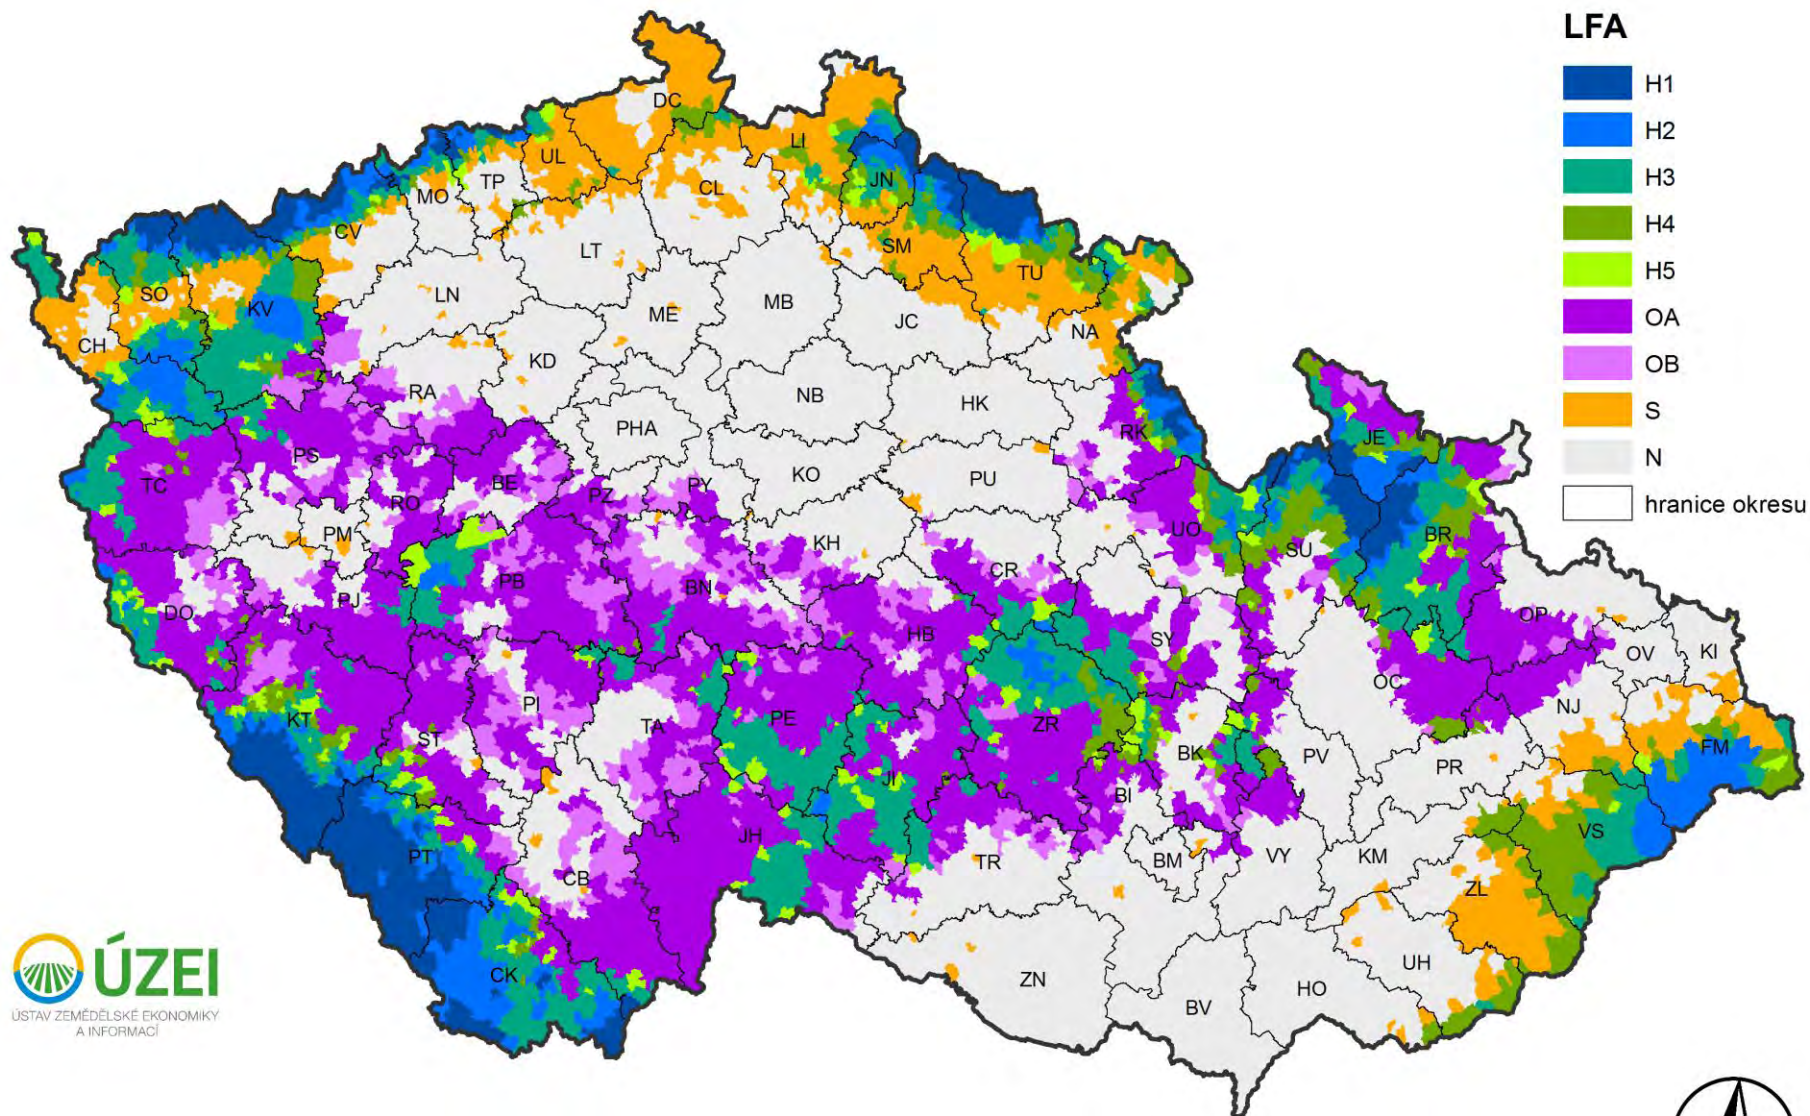 LFA
H1
H2
H3
H4
H5
OA
OB
S
N
hranice okresu
DC
LI
UL
JN
TP
CL
MO
CV
LT
SM
TU
SO
KV
LN
ME
MB
JC
NA
CH
KD
RA
NB
HK
PHA
RK
JE
PS
TC
BE
KO
PU
RO
PZ
PY
PM
KH
UO
SU
BR
CR
PB
BN
PJ
DO
OP
HB
SY
OV
KI
OC
PI
NJ
KT
PE
TA
ZR
ST
FM
BK
PV
PR
JI
BI
VS
JH
PT
TR
BM
VY
KM
CB
ZL
UH
CK
ZN
HO
BV
ÚZEI
ÚSTAV ZEMĚDĚLSKÉ EKONOMIKY
A INFORMACÍ